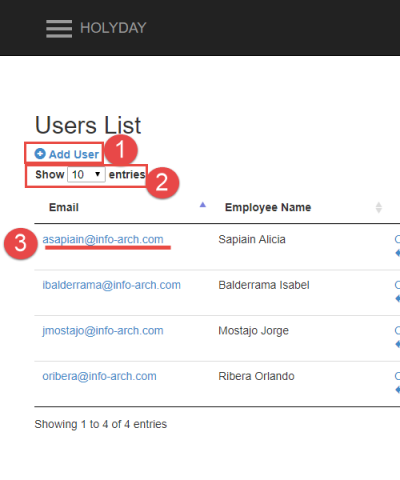 HOLYDAY
Users List
Add User 1
Show 10 entries 2
Email Employee Name
3 asapiain@info-arch.com Sapiain Alicia
ibalderrama@info-arch.com Balderrama Isabel
jmostajo@info-arch.com Mostajo Jorge
oribera@info-arch.com Ribera Orlando
Showing 1 to 4 of 4 entries